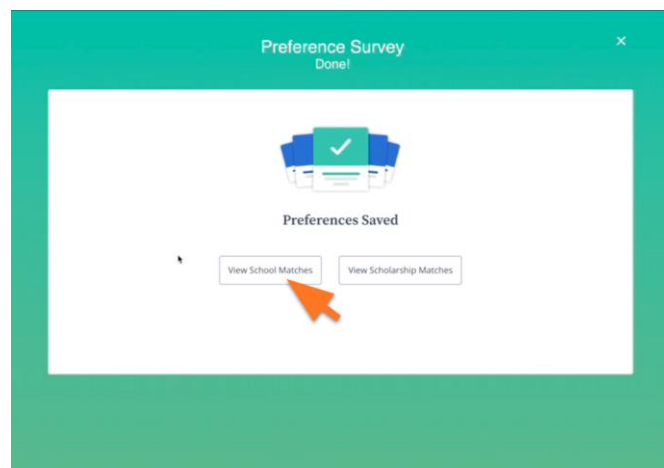 Preference Survey
Done!
Preferences Saved
View School Matches
View Scholarship Matches